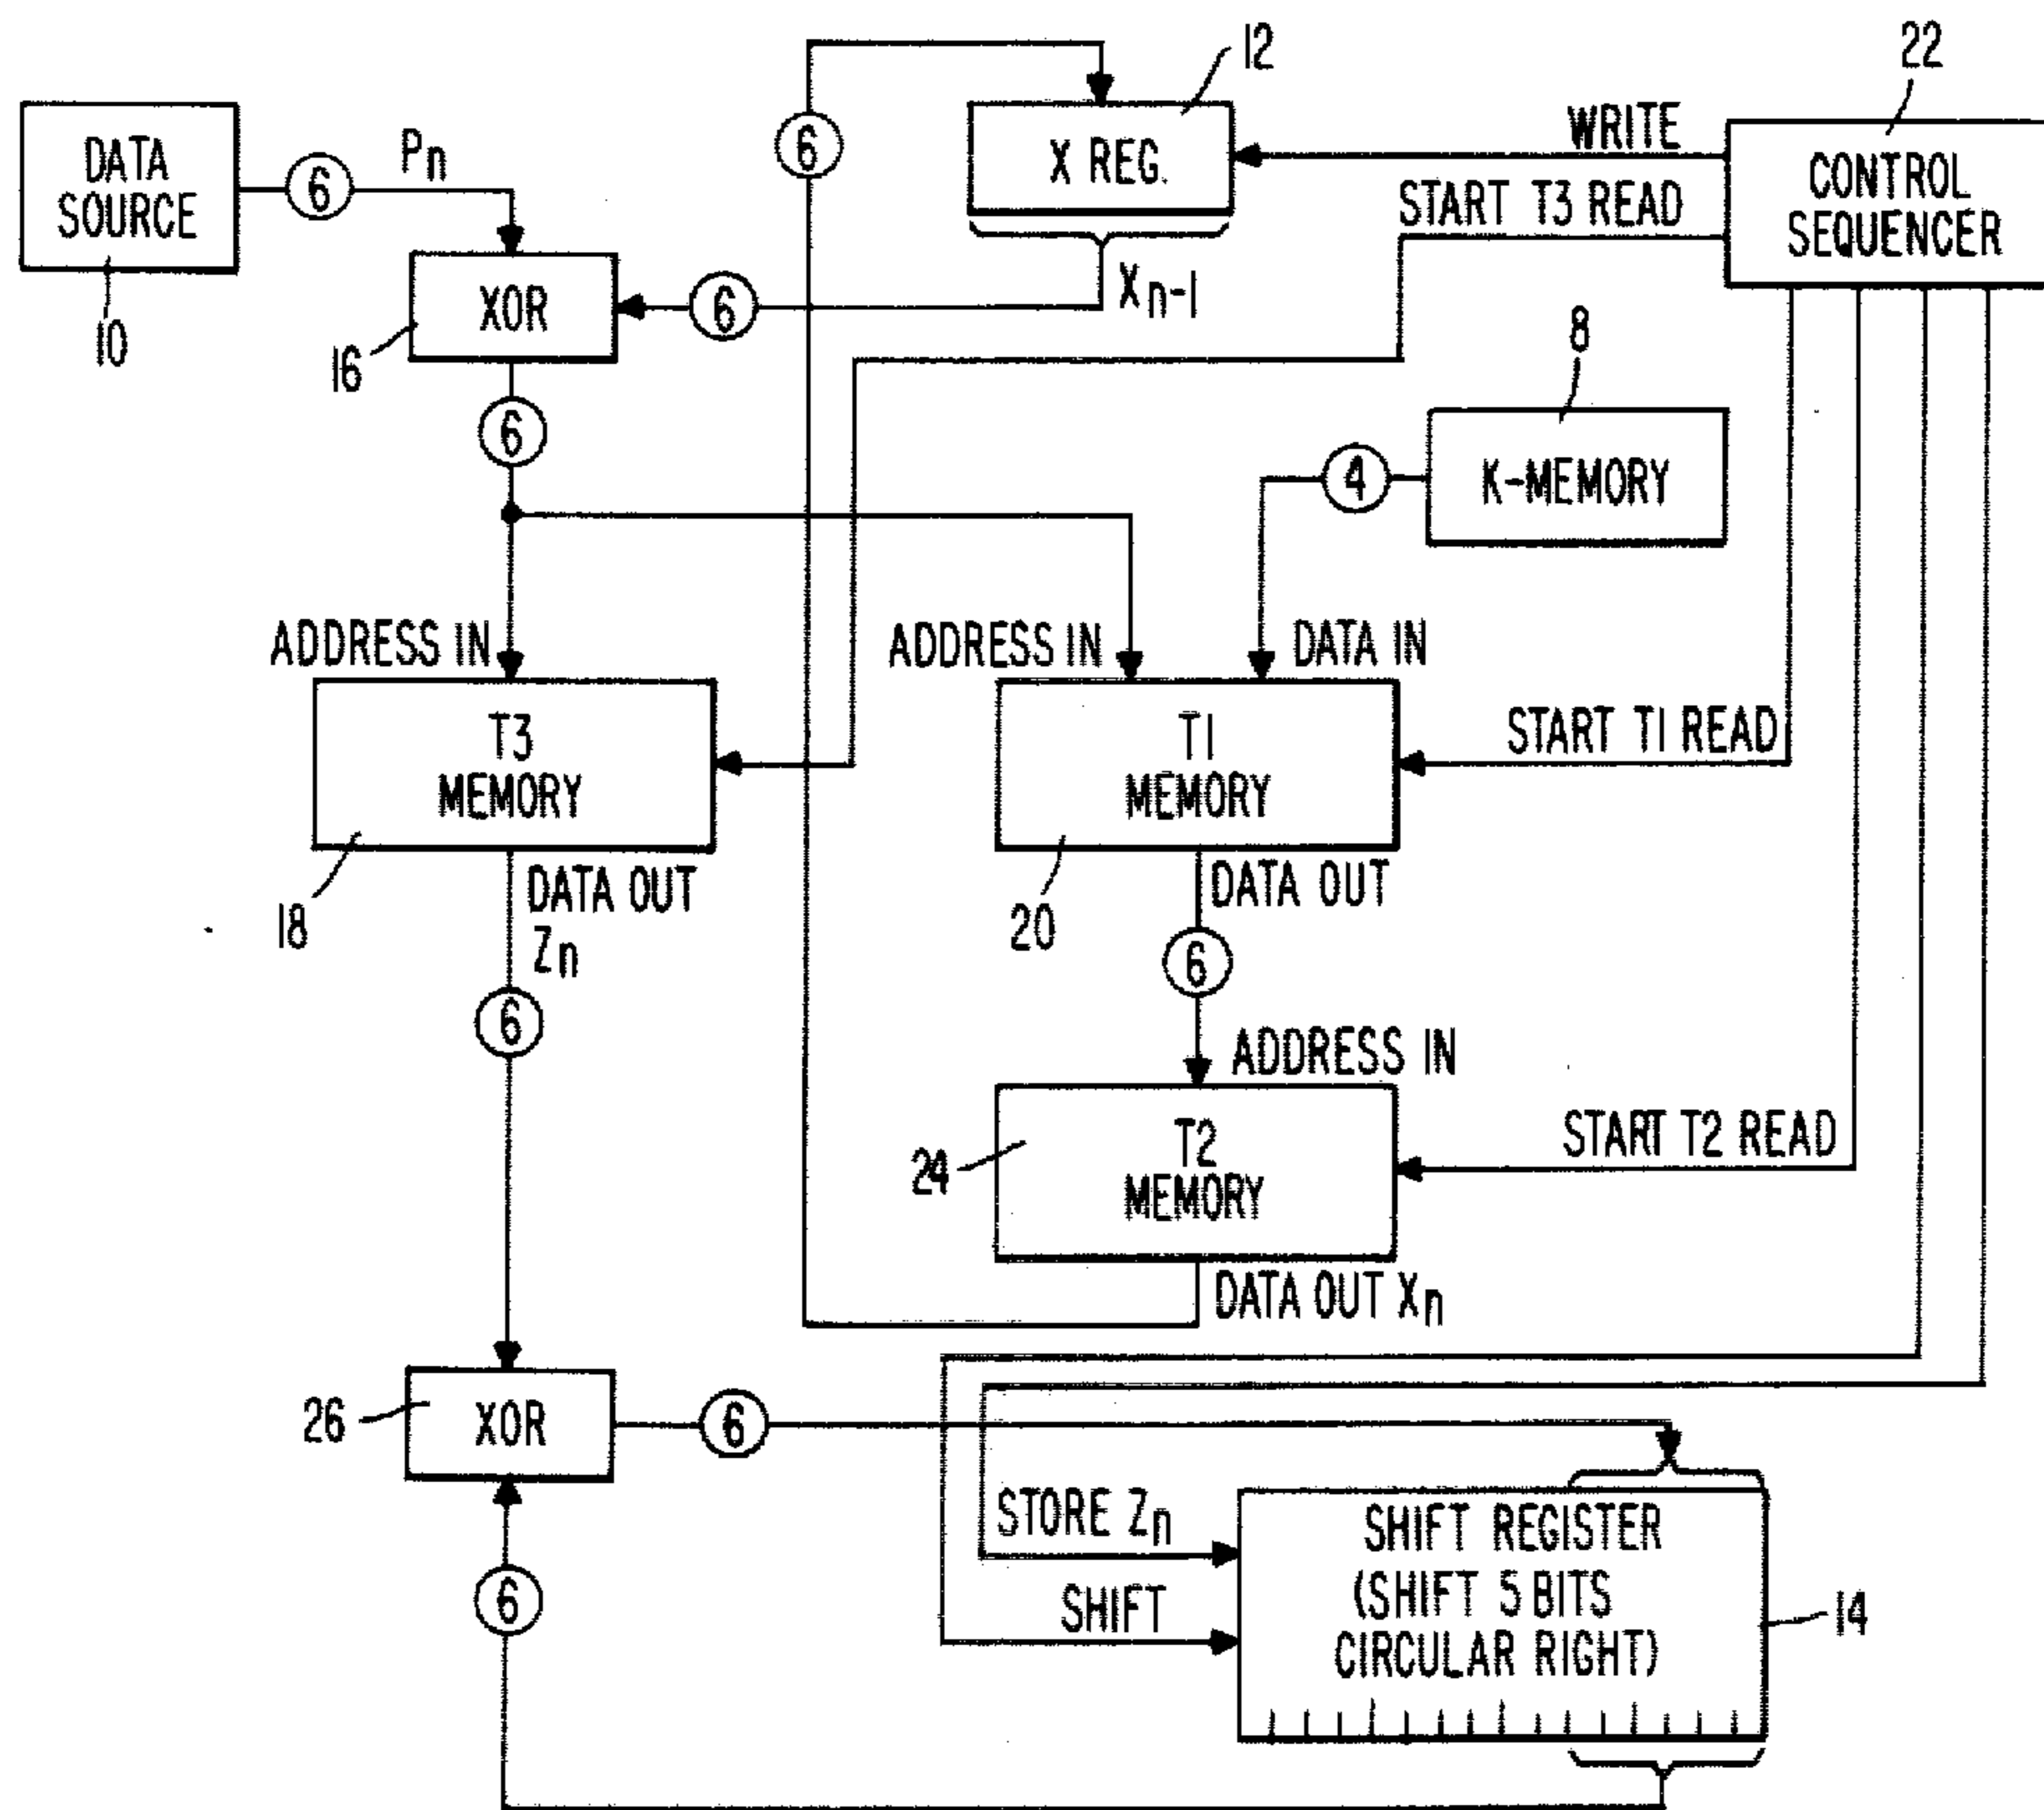 12
22
DATA
SOURCE
10
6
Pn
6
X REG.
WRITE
START T3 READ
CONTROL
SEQUENCER
XOR
16
6
Xn-1
8
6
4
K-MEMORY
ADDRESS IN
ADDRESS IN
DATA IN
T3
MEMORY
18
T1
MEMORY
20
START T1 READ
DATA OUT
Zn
DATA OUT
6
6
ADDRESS IN
T2
MEMORY
24
START T2 READ
DATA OUT Xn
26
XOR
6
STORE Zn
SHIFT
SHIFT REGISTER
(SHIFT 5 BITS
CIRCULAR RIGHT)
14
6